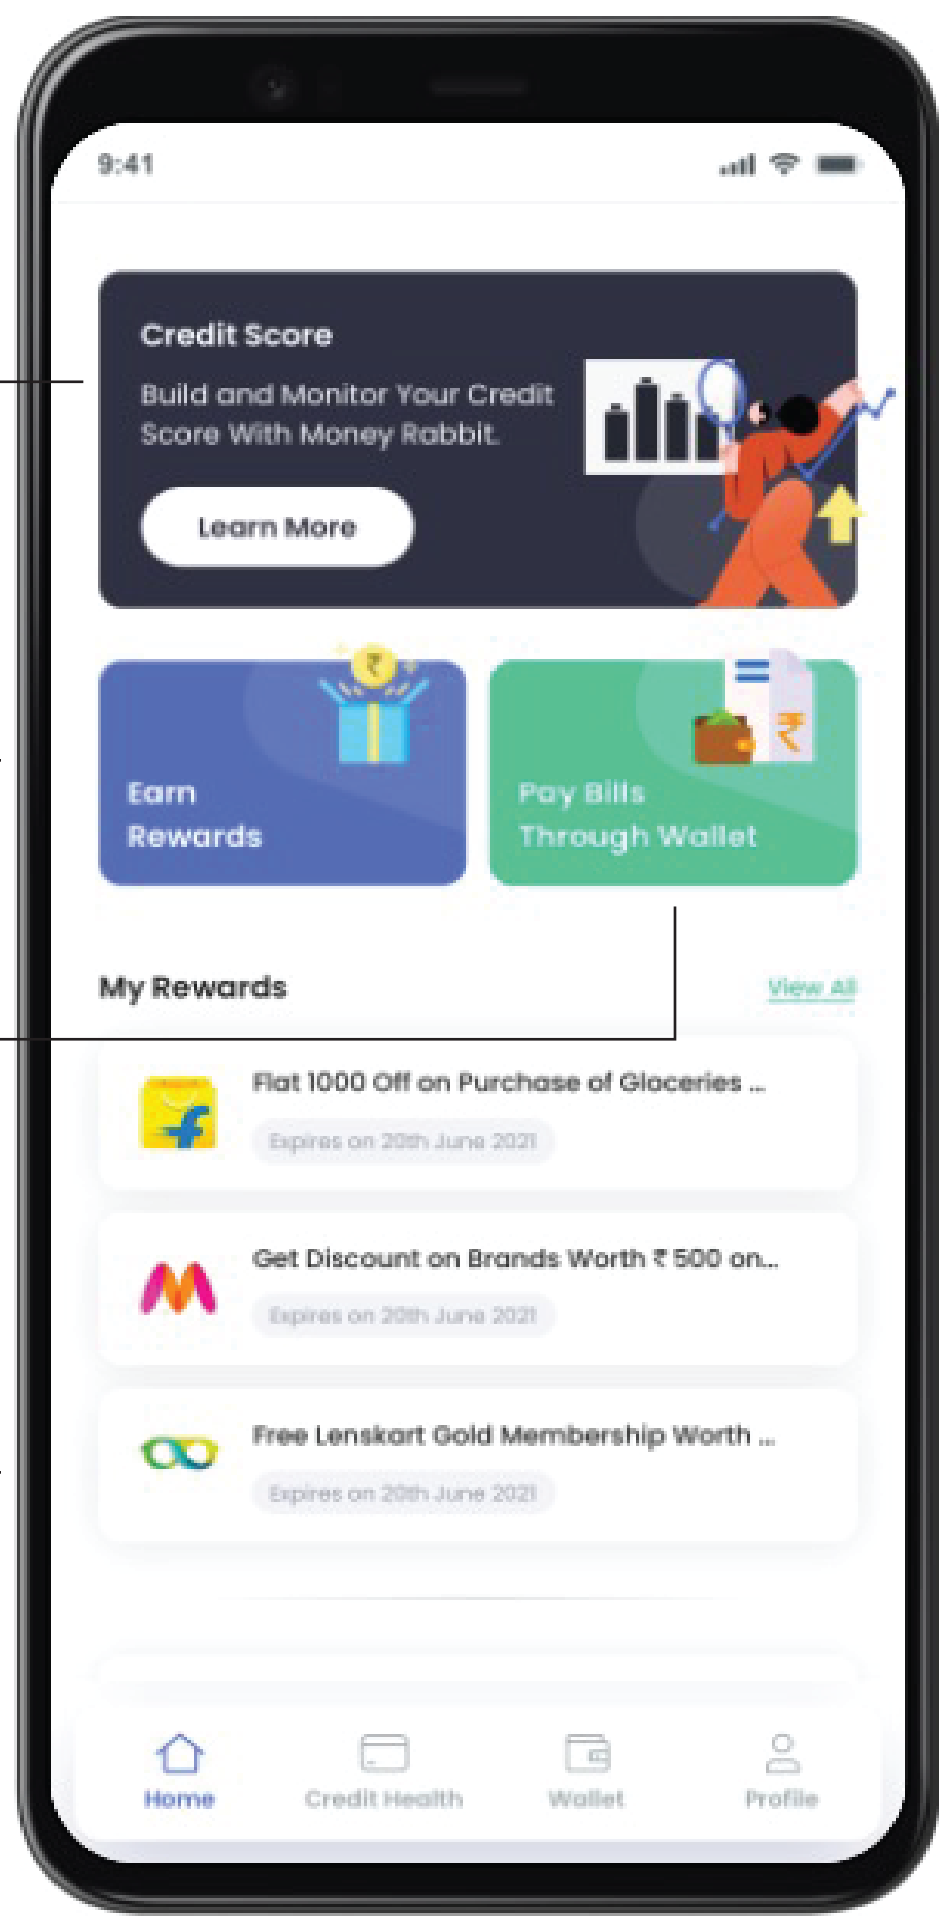 9:41
Credit Score
Build and Monitor Your Credit
Score With Money Rabbit.
Learn More
₹
₹
Earn
Rewards
Pay Bills
Through Wallet
My Rewards
View All
Flat 1000 Off on Purchase of Gloceries ...
Expires on 20th June 2021
Get Discount on Brands Worth ₹ 500 on...
Expires on 20th June 2021
Free Lenskart Gold Membership Worth ...
Expires on 20th June 2021
Home
Credit Health
Wallet
Profile